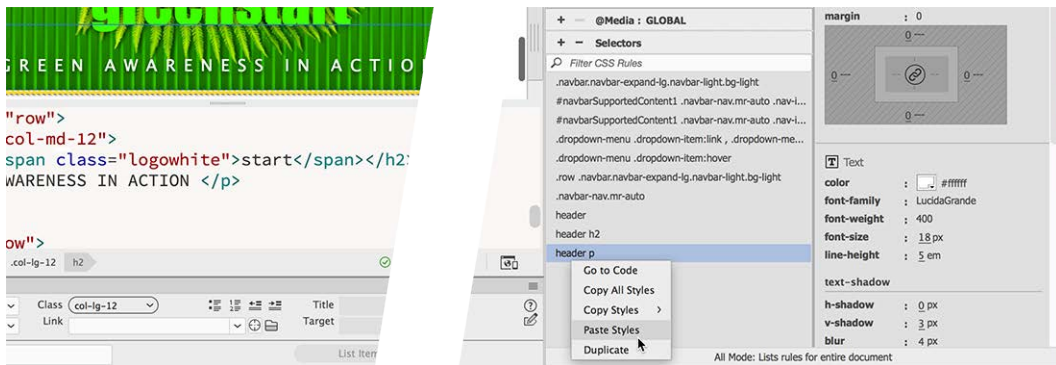 greenstart
GREEN AWARENESS IN ACTIO
"row">
col-md-12">
span class="logowhite">start</span></h2>
WARENESS IN ACTION </p>
ow">
.col-lg-12 h2
Class col-lg-12 Title
Link Target
List Item
+ − @Media : GLOBAL
+ − Selectors
Filter CSS Rules
.navbar.navbar-expand-lg.navbar-light.bg-light
#navbarSupportedContent1 .navbar-nav.mr-auto .nav-i...
#navbarSupportedContent1 .navbar-nav.mr-auto .nav-i...
.dropdown-menu .dropdown-item:link , .dropdown-me...
.dropdown-menu .dropdown-item:hover
.row .navbar.navbar-expand-lg.navbar-light.bg-light
.navbar-nav.mr-auto
header
header h2
header p
Go to Code
Copy All Styles
Copy Styles >
Paste Styles
Duplicate
margin : 0
0
0 0
0
T Text
color : #ffffff
font-family : LucidaGrande
font-weight : 400
font-size : 18 px
line-height : 5 em
text-shadow
h-shadow : 0 px
v-shadow : 3 px
blur : 4 px
All Mode: Lists rules for entire document